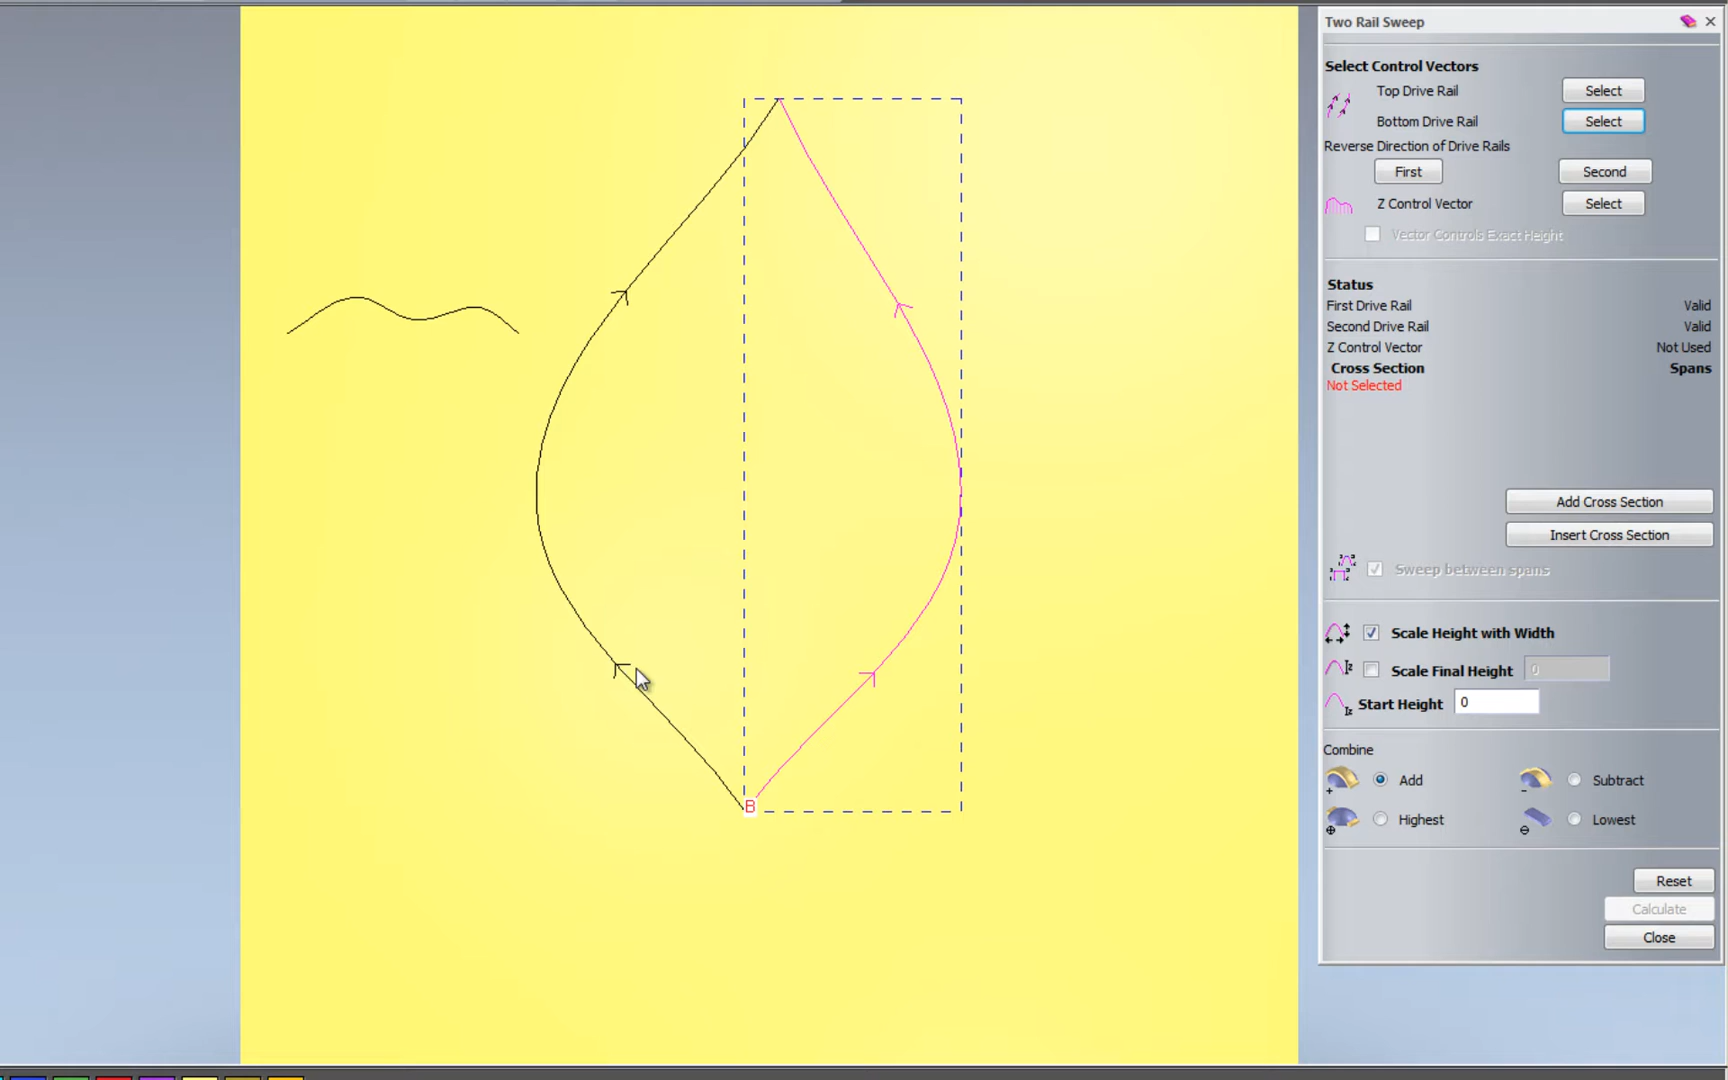 Two Rail Sweep
Select Control Vectors
Top Drive Rail Select
Bottom Drive Rail Select
Reverse Direction of Drive Rails
First Second
Z Control Vector Select
Vector Controls Exact Height
Status
First Drive Rail Valid
Second Drive Rail Valid
Z Control Vector Not Used
Cross Section Spans
Not Selected
Add Cross Section
Insert Cross Section
Sweep between spans
Scale Height with Width
Scale Final Height 0
Start Height 0
Combine
Add Subtract
Highest Lowest
B
Reset
Calculate
Close